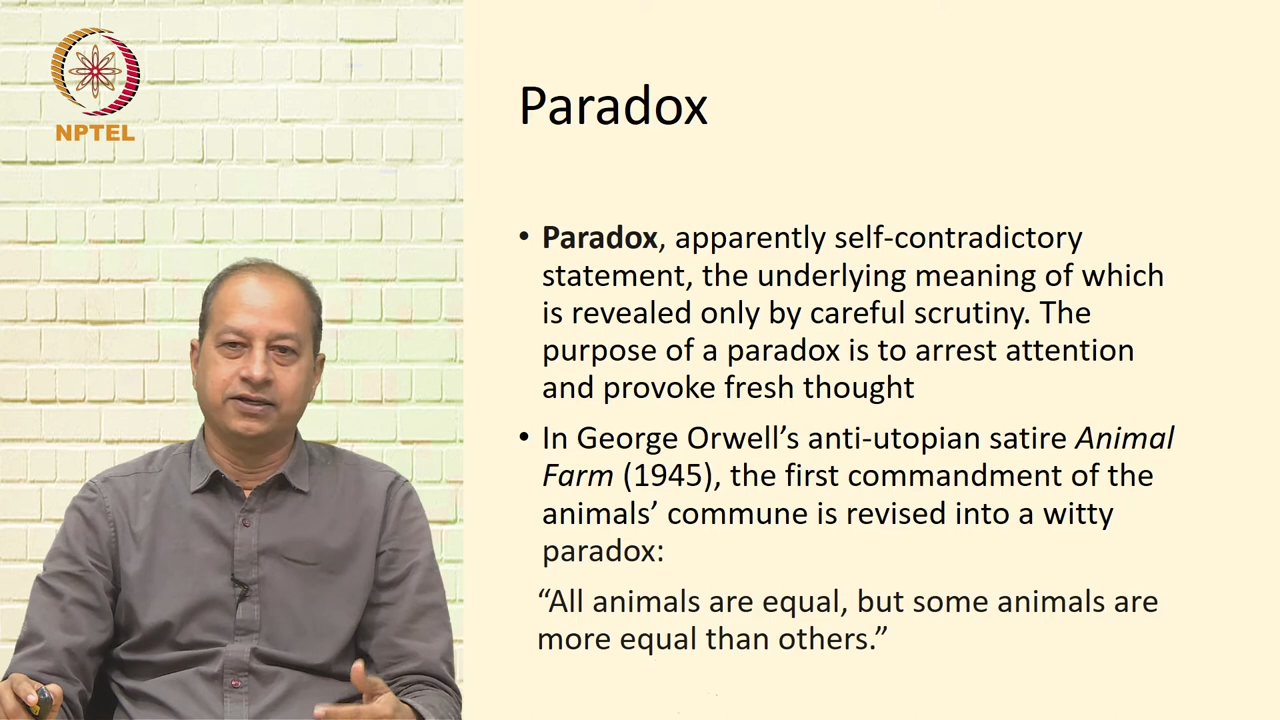 NPTEL
Paradox
• Paradox, apparently self-contradictory
statement, the underlying meaning of which
is revealed only by careful scrutiny. The
purpose of a paradox is to arrest attention
and provoke fresh thought
• In George Orwell’s anti-utopian satire Animal
Farm (1945), the first commandment of the
animals’ commune is revised into a witty
paradox:
“All animals are equal, but some animals are
more equal than others.”